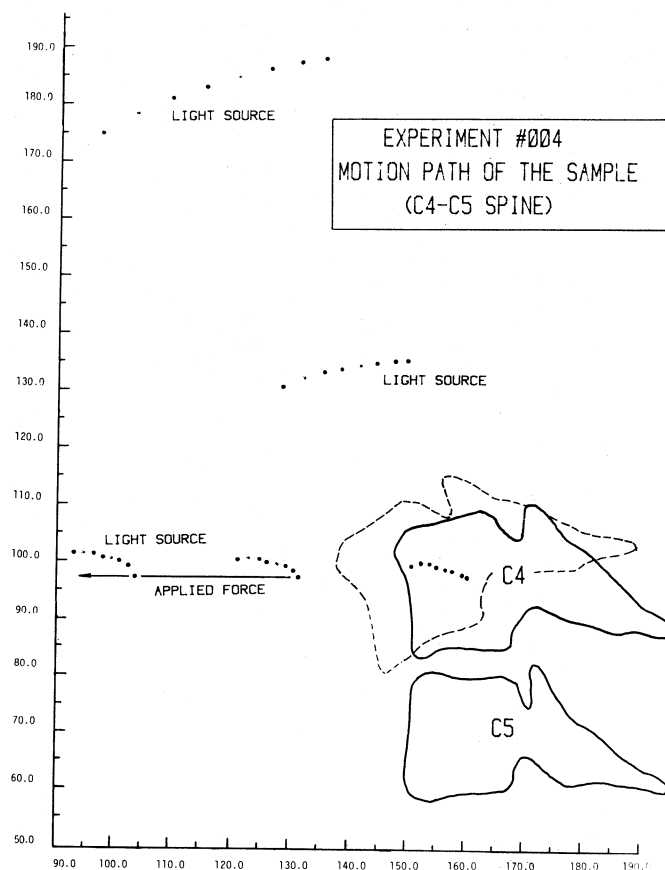 190.0
180.0
LIGHT SOURCE
EXPERIMENT #004
170.0
MOTION PATH OF THE SAMPLE
(C4-C5 SPINE)
160.0
150.0
140.0
LIGHT SOURCE
130.0
120.0
110.0
LIGHT SOURCE
100.0
C4
APPLIED FORCE
90.0
80.0
C5
70.0
60.0
50.0
90.0 100.0 110.0 120.0 130.0 140.0 150.0 160.0 170.0 180.0 190.0